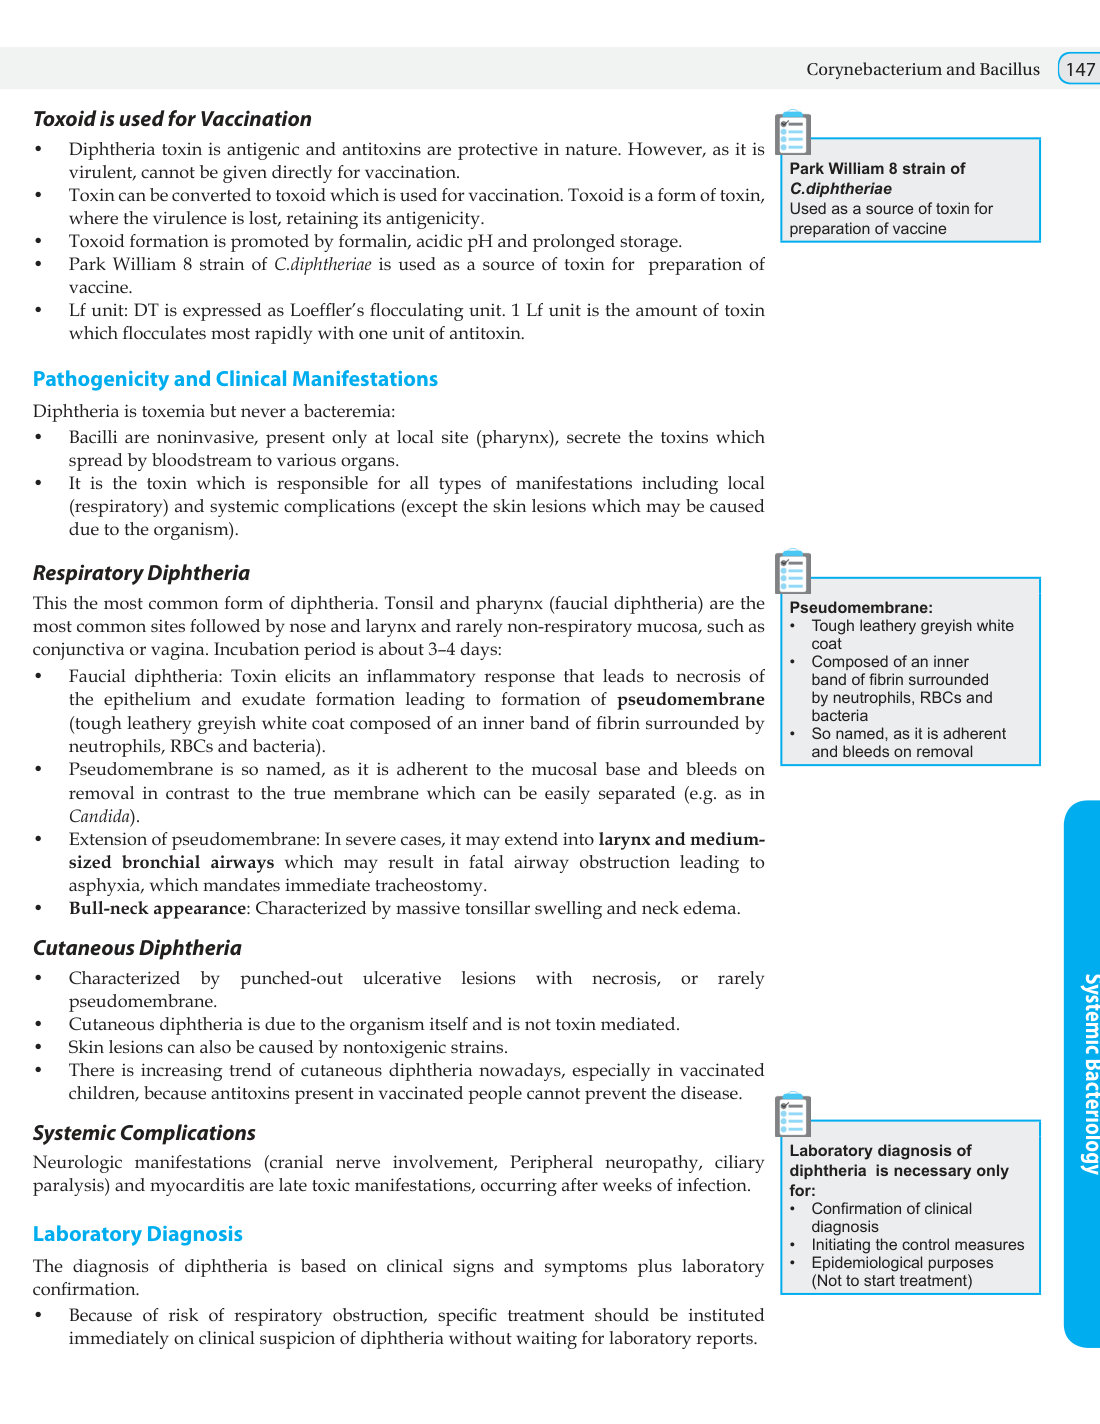 Corynebacterium and Bacillus 147
Toxoid is used for Vaccination
• Diphtheria toxin is antigenic and antitoxins are protective in nature. However, as it is
virulent, cannot be given directly for vaccination.
• Toxin can be converted to toxoid which is used for vaccination. Toxoid is a form of toxin,
where the virulence is lost, retaining its antigenicity.
• Toxoid formation is promoted by formalin, acidic pH and prolonged storage.
• Park William 8 strain of C.diphtheriae is used as a source of toxin for preparation of
vaccine.
• Lf unit: DT is expressed as Loeffler’s flocculating unit. 1 Lf unit is the amount of toxin
which flocculates most rapidly with one unit of antitoxin.
Park William 8 strain of
C.diphtheriae
Used as a source of toxin for
preparation of vaccine
Pathogenicity and Clinical Manifestations
Diphtheria is toxemia but never a bacteremia:
• Bacilli are noninvasive, present only at local site (pharynx), secrete the toxins which
spread by bloodstream to various organs.
• It is the toxin which is responsible for all types of manifestations including local
(respiratory) and systemic complications (except the skin lesions which may be caused
due to the organism).
Respiratory Diphtheria
This the most common form of diphtheria. Tonsil and pharynx (faucial diphtheria) are the
most common sites followed by nose and larynx and rarely non-respiratory mucosa, such as
conjunctiva or vagina. Incubation period is about 3–4 days:
• Faucial diphtheria: Toxin elicits an inflammatory response that leads to necrosis of
the epithelium and exudate formation leading to formation of pseudomembrane
(tough leathery greyish white coat composed of an inner band of fibrin surrounded by
neutrophils, RBCs and bacteria).
• Pseudomembrane is so named, as it is adherent to the mucosal base and bleeds on
removal in contrast to the true membrane which can be easily separated (e.g. as in
Candida).
• Extension of pseudomembrane: In severe cases, it may extend into larynx and medium-
sized bronchial airways which may result in fatal airway obstruction leading to
asphyxia, which mandates immediate tracheostomy.
• Bull-neck appearance: Characterized by massive tonsillar swelling and neck edema.
Pseudomembrane:
• Tough leathery greyish white
coat
• Composed of an inner
band of fibrin surrounded
by neutrophils, RBCs and
bacteria
• So named, as it is adherent
and bleeds on removal
Cutaneous Diphtheria
• Characterized by punched-out ulcerative lesions with necrosis, or rarely
pseudomembrane.
• Cutaneous diphtheria is due to the organism itself and is not toxin mediated.
• Skin lesions can also be caused by nontoxigenic strains.
• There is increasing trend of cutaneous diphtheria nowadays, especially in vaccinated
children, because antitoxins present in vaccinated people cannot prevent the disease.
Systemic Complications
Neurologic manifestations (cranial nerve involvement, Peripheral neuropathy, ciliary
paralysis) and myocarditis are late toxic manifestations, occurring after weeks of infection.
Laboratory Diagnosis
The diagnosis of diphtheria is based on clinical signs and symptoms plus laboratory
confirmation.
• Because of risk of respiratory obstruction, specific treatment should be instituted
immediately on clinical suspicion of diphtheria without waiting for laboratory reports.
Laboratory diagnosis of
diphtheria is necessary only
for:
• Confirmation of clinical
diagnosis
• Initiating the control measures
• Epidemiological purposes
(Not to start treatment)
Systemic Bacteriology